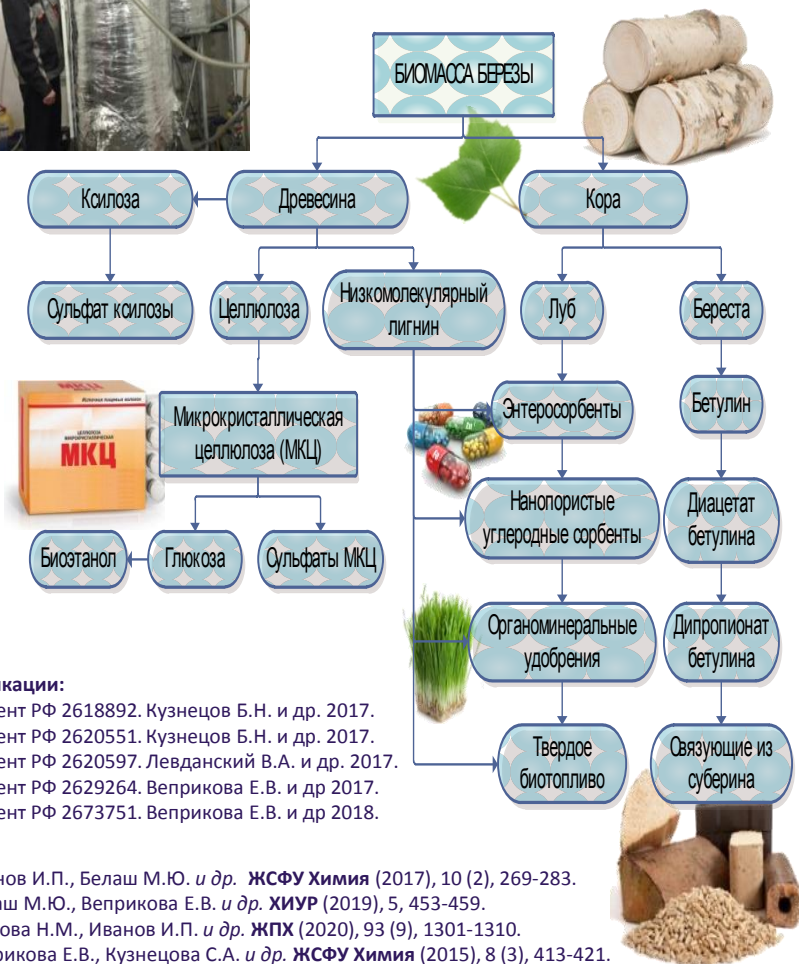 БИОМАССА БЕРЕЗЫ
Ксилоза
Древесина
Кора
Сульфат ксилозы
Целлюлоза
Низкомолекулярный
лигнин
Луб
Береста
Энтеросорбенты
Бетулин
МКЦ
ЦЕЛЛЮЛОЗА
МИКРОКРИСТАЛЛИЧЕСКАЯ
МКЦ
Микрокристаллическая
целлюлоза (МКЦ)
Нанопористые
углеродные сорбенты
Диацетат
бетулина
Биоэтанол
Глюкоза
Сульфаты МКЦ
Органоминеральные
удобрения
Дипропионат
бетулина
Твердое
биотопливо
Связующие из
суберина
икации:
ент РФ 2618892. Кузнецов Б.Н. и др. 2017.
ент РФ 2620551. Кузнецов Б.Н. и др. 2017.
ент РФ 2620597. Левданский В.А. и др. 2017.
ент РФ 2629264. Веприкова Е.В. и др 2017.
ент РФ 2673751. Веприкова Е.В. и др 2018.
нов И.П., Белаш М.Ю. и др. ЖСФУ Химия (2017), 10 (2), 269-283.
аш М.Ю., Веприкова Е.В. и др. ХИУР (2019), 5, 453-459.
ова Н.М., Иванов И.П. и др. ЖПХ (2020), 93 (9), 1301-1310.
рикова Е.В., Кузнецова С.А. и др. ЖСФУ Химия (2015), 8 (3), 413-421.